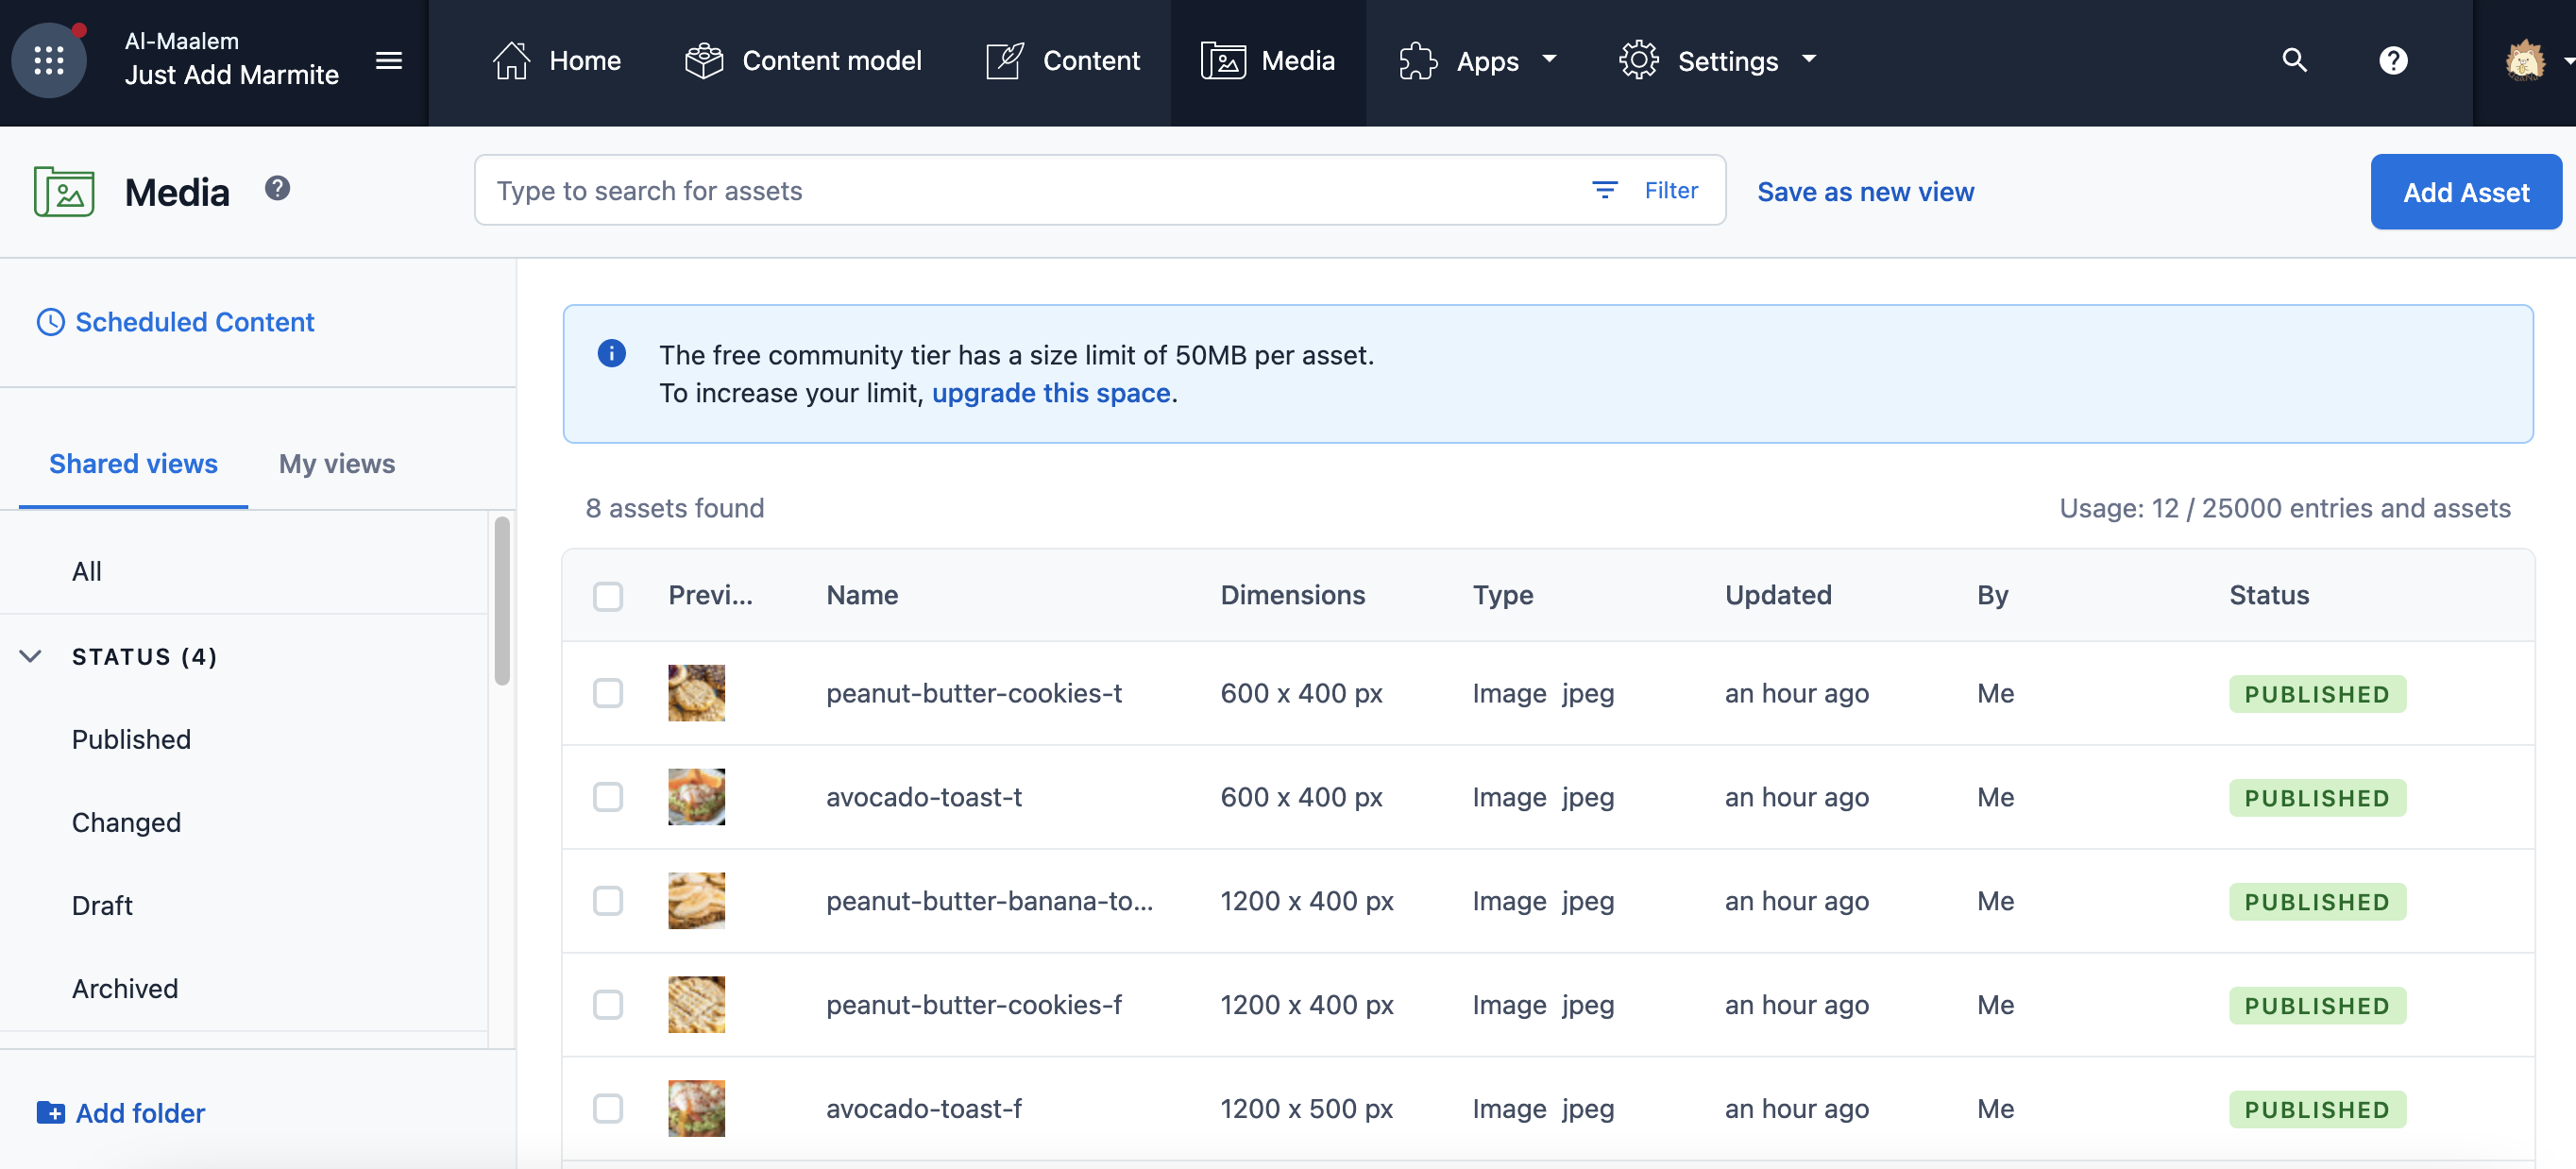 Al-Maalem
Just Add Marmite
Home
Content model
Content
Media
Apps
Settings
Media
Type to search for assets
Filter
Save as new view
Add Asset
Scheduled Content
Shared views
My views
All
STATUS (4)
Published
Changed
Draft
Archived
Add folder
The free community tier has a size limit of 50MB per asset.
To increase your limit, upgrade this space.
8 assets found
Usage: 12 / 25000 entries and assets
Previ... Name Dimensions Type Updated By Status
peanut-butter-cookies-t 600 x 400 px Image jpeg an hour ago Me PUBLISHED
avocado-toast-t 600 x 400 px Image jpeg an hour ago Me PUBLISHED
peanut-butter-banana-to... 1200 x 400 px Image jpeg an hour ago Me PUBLISHED
peanut-butter-cookies-f 1200 x 400 px Image jpeg an hour ago Me PUBLISHED
avocado-toast-f 1200 x 500 px Image jpeg an hour ago Me PUBLISHED